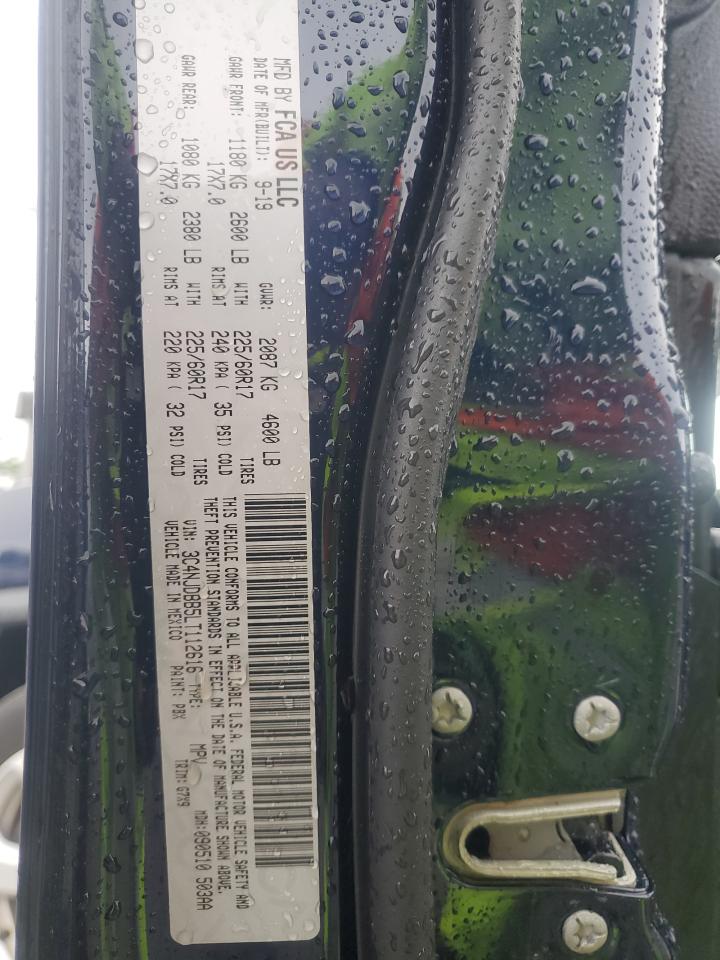 MFD BY FCA US LLC
DATE OF MFR(BUILT): 9-19 GVWR: 2087 KG 4600 LB
GAWR FRONT: 1180 KG 2600 LB WITH 225/60R17 TIRES
17X7.0 RIMS AT 240 KPA ( 35 PSI) COLD
GAWR REAR: 1080 KG 2380 LB WITH 225/60R17 TIRES
17X7.0 RIMS AT 220 KPA ( 32 PSI) COLD
THIS VEHICLE CONFORMS TO ALL APPLICABLE U.S.A. FEDERAL MOTOR VEHICLE SAFETY AND
THEFT PREVENTION STANDARDS IN EFFECT ON THE DATE OF MANUFACTURE SHOWN ABOVE.
VIN: 3C4NJDBB5LT112616 TYPE: MPV MDH:090510 503AA
VEHICLE MADE IN MEXICO PAINT: PBX TRIM: G7X9